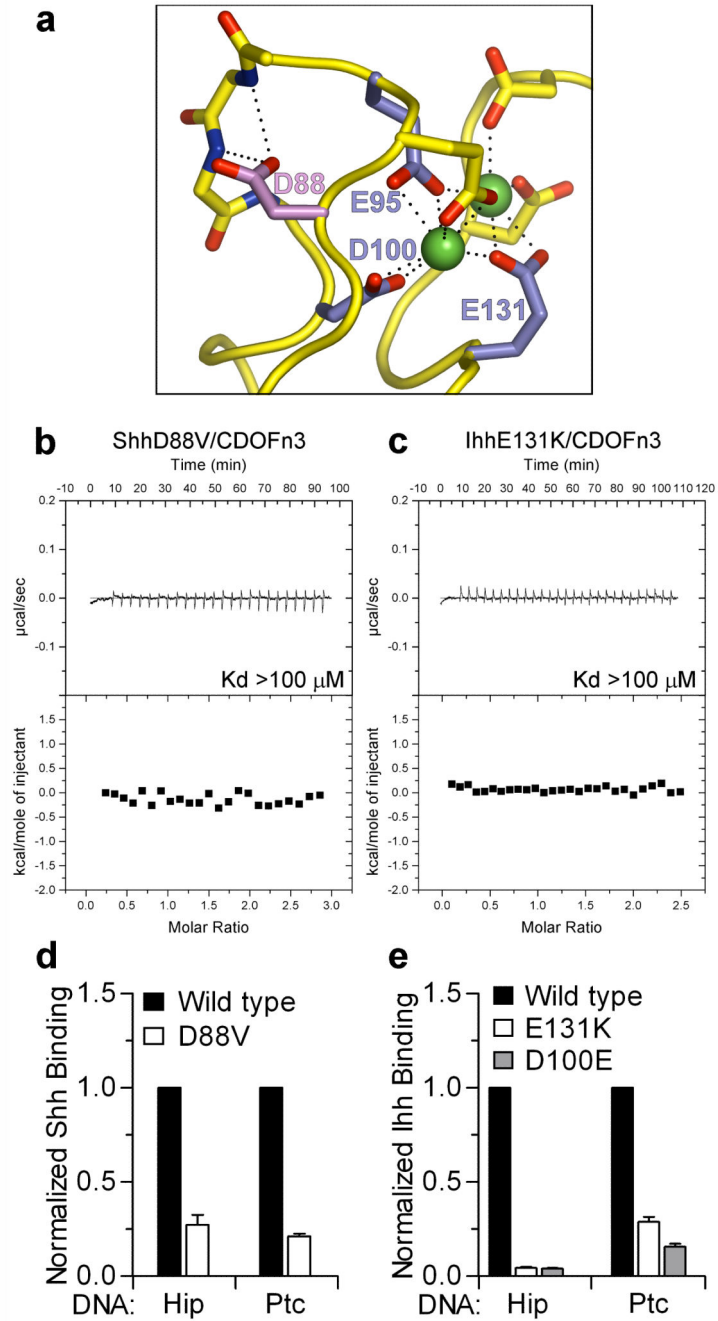 a
D88
E95
D100
E131
b
ShhD88V/CDOFn3
Time (min)
-10 0 10 20 30 40 50 60 70 80 90 100
0.2
0.1
0.0
-0.1
µcal/sec
Kd >100 µM
1.5
1.0
0.5
0.0
-0.5
-1.0
-1.5
-2.0
kcal/mole of injectant
0.0 0.5 1.0 1.5 2.0 2.5 3.0
Molar Ratio
c
IhhE131K/CDOFn3
Time (min)
-10 0 10 20 30 40 50 60 70 80 90 100 110 120
0.2
0.1
0.0
-0.1
µcal/sec
Kd >100 µM
1.5
1.0
0.5
0.0
-0.5
-1.0
-1.5
-2.0
kcal/mole of injectant
0.0 0.5 1.0 1.5 2.0 2.5
Molar Ratio
d
Normalized Shh Binding
1.5
1.0
0.5
0.0
Wild type
D88V
DNA: Hip Ptc
e
Normalized Ihh Binding
1.5
1.0
0.5
0.0
Wild type
E131K
D100E
DNA: Hip Ptc